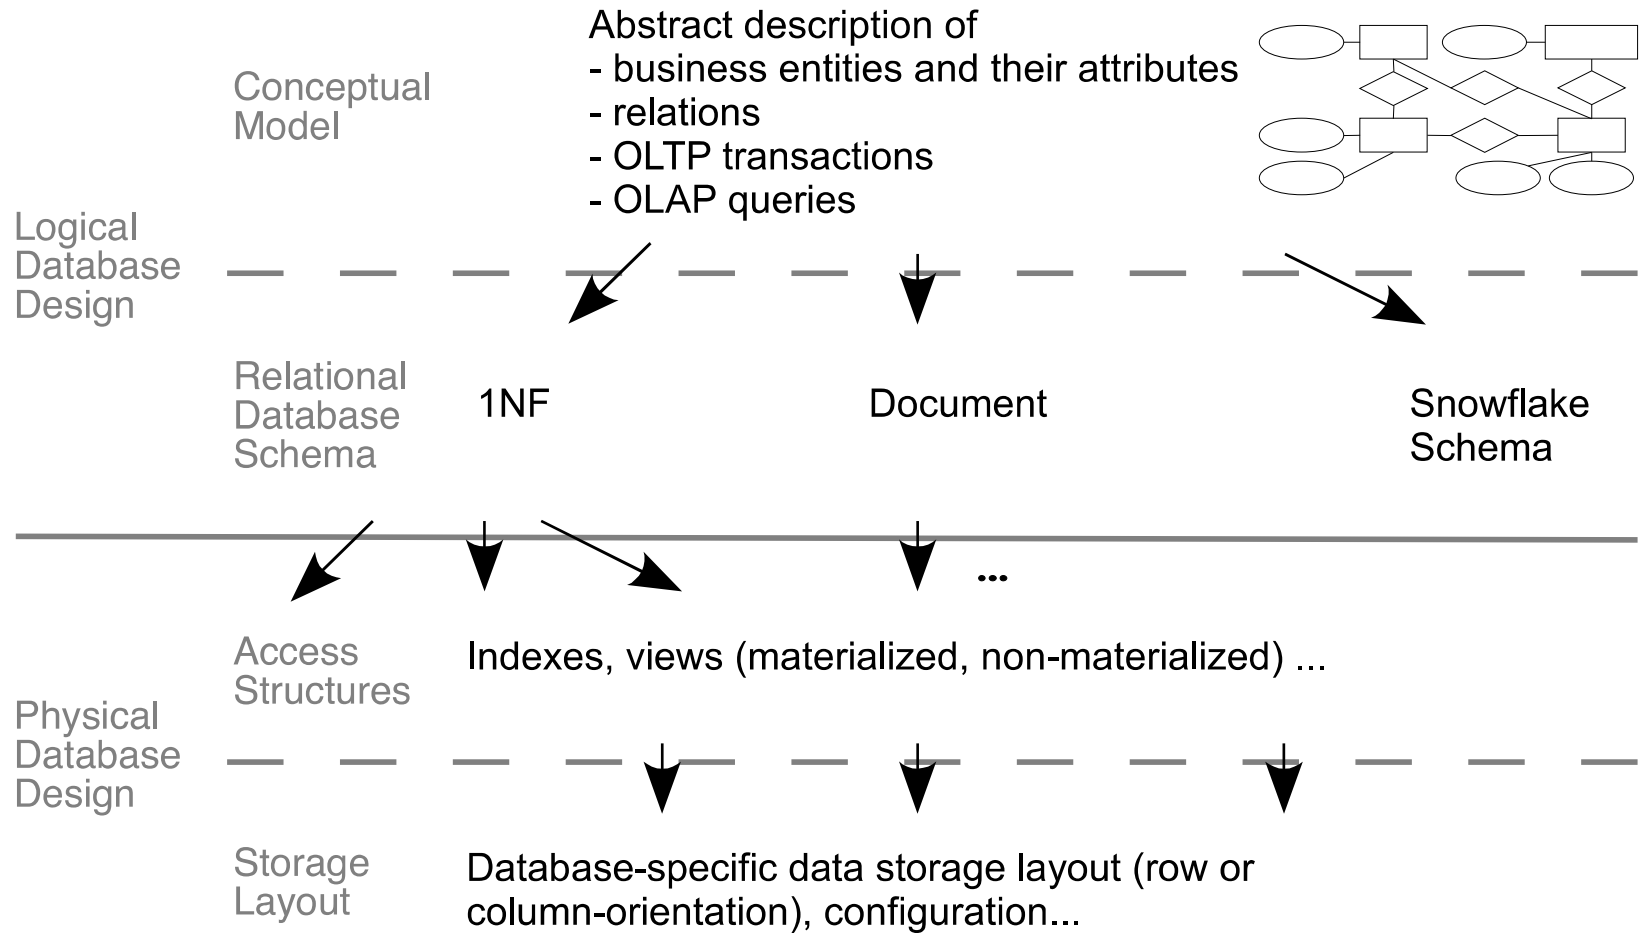 Abstract description of
- business entities and their attributes
- relations
- OLTP transactions
- OLAP queries
Conceptual
Model
Logical
Database
Design
Relational
Database
Schema
1NF
Document
Snowflake
Schema
...
Access
Structures
Indexes, views (materialized, non-materialized) ...
Physical
Database
Design
Storage
Layout
Database-specific data storage layout (row or
column-orientation), configuration...